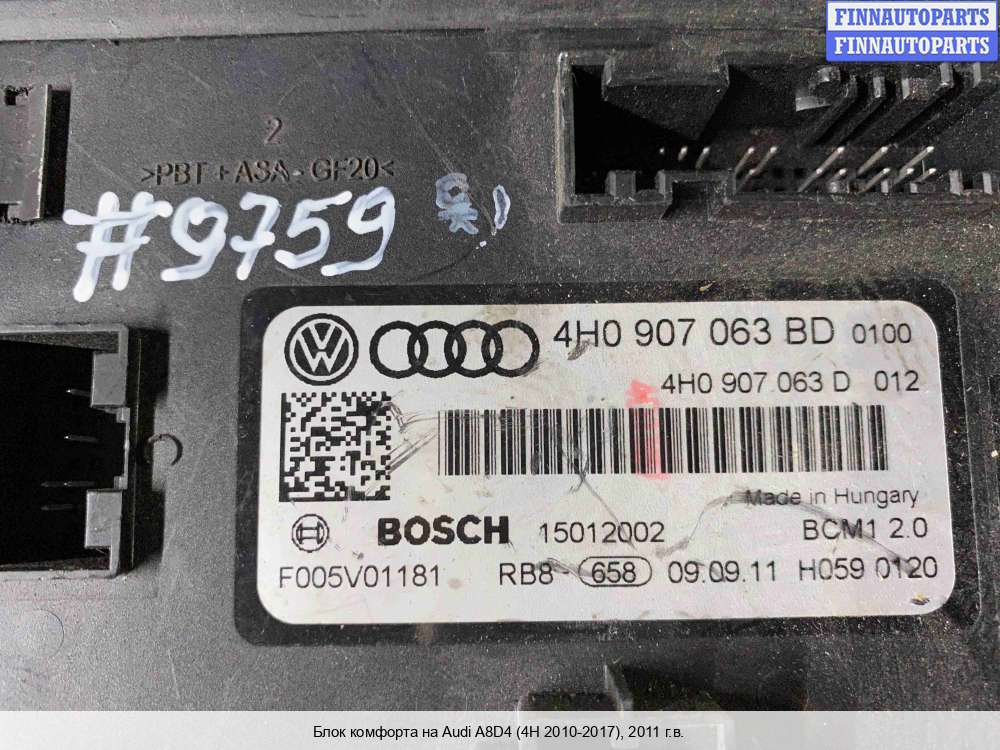 FINNAUTOPARTS
FINNAUTOPARTS
2
>PBT + ASA - GF20<
#9759
4H0 907 063 BD 0100
4H0 907 063 D 012
Made in Hungary
BOSCH 15012002 BCM1 2.0
F005V01181 RB8- 658 09.09.11 H059 0120
Блок комфорта на Audi A8D4 (4H 2010-2017), 2011 г.в.